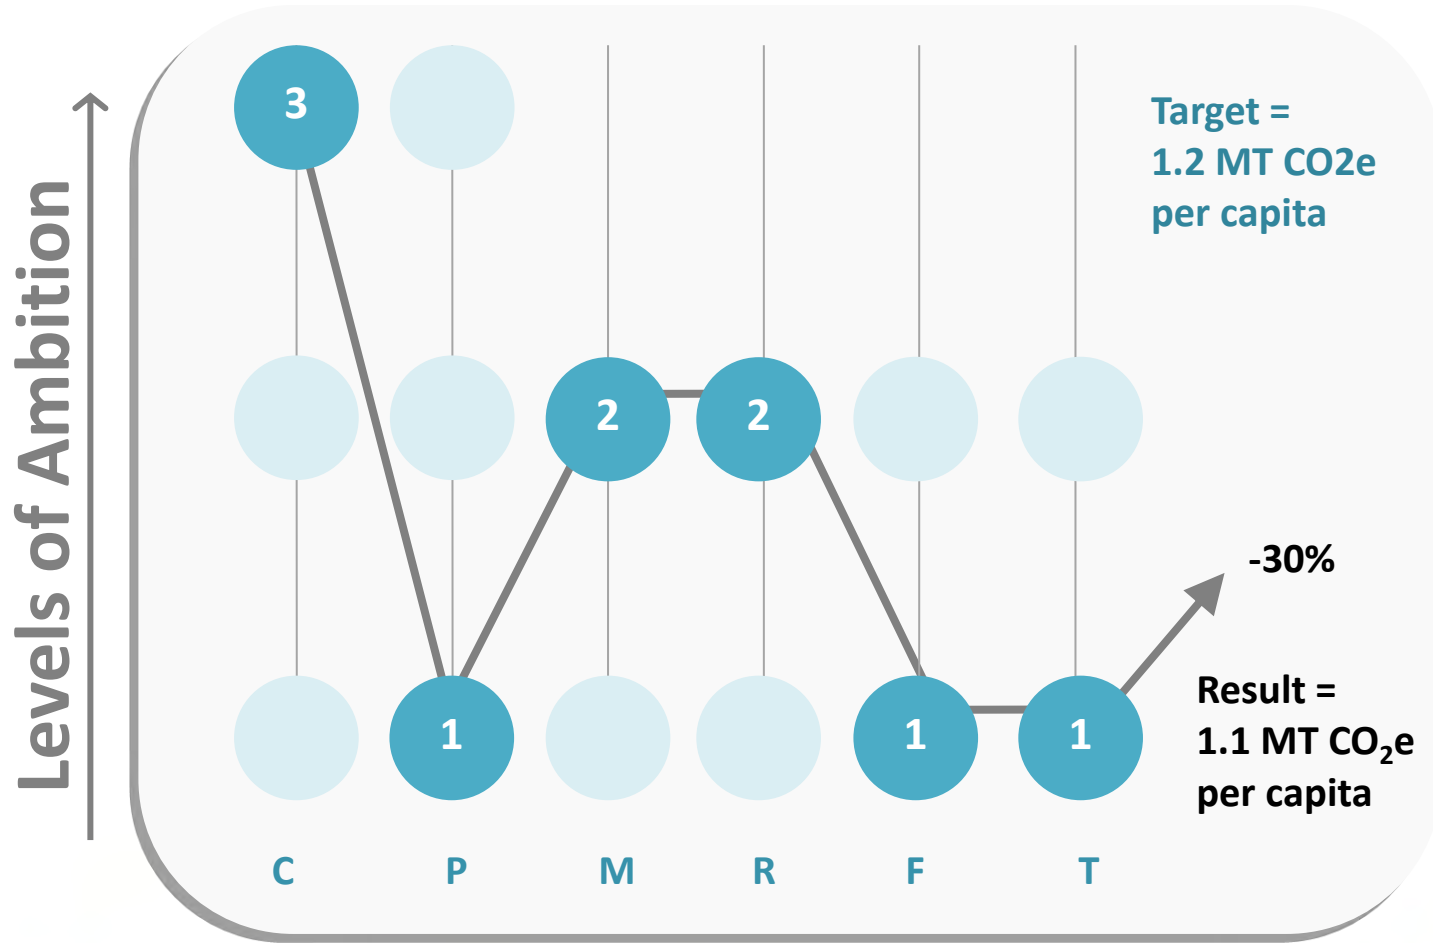 Levels of Ambition
3
Target =
1.2 MT CO2e
per capita
2
2
-30%
1
1
1
Result =
1.1 MT CO₂e
per capita
C P M R F T